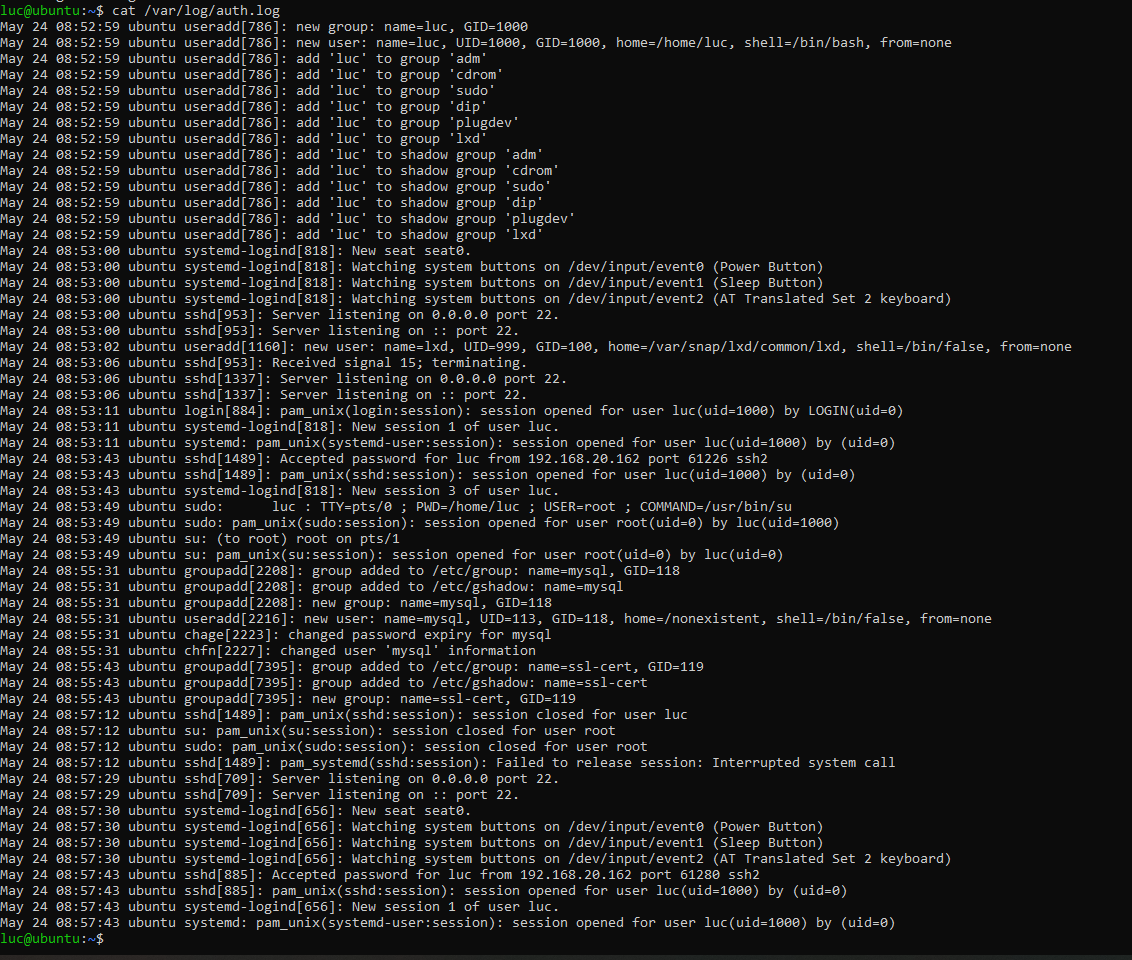 luc@ubuntu:~$ cat /var/log/auth.log
May 24 08:52:59 ubuntu useradd[786]: new group: name=luc, GID=1000
May 24 08:52:59 ubuntu useradd[786]: new user: name=luc, UID=1000, GID=1000, home=/home/luc, shell=/bin/bash, from=none
May 24 08:52:59 ubuntu useradd[786]: add 'luc' to group 'adm'
May 24 08:52:59 ubuntu useradd[786]: add 'luc' to group 'cdrom'
May 24 08:52:59 ubuntu useradd[786]: add 'luc' to group 'sudo'
May 24 08:52:59 ubuntu useradd[786]: add 'luc' to group 'dip'
May 24 08:52:59 ubuntu useradd[786]: add 'luc' to group 'plugdev'
May 24 08:52:59 ubuntu useradd[786]: add 'luc' to group 'lxd'
May 24 08:52:59 ubuntu useradd[786]: add 'luc' to shadow group 'adm'
May 24 08:52:59 ubuntu useradd[786]: add 'luc' to shadow group 'cdrom'
May 24 08:52:59 ubuntu useradd[786]: add 'luc' to shadow group 'sudo'
May 24 08:52:59 ubuntu useradd[786]: add 'luc' to shadow group 'dip'
May 24 08:52:59 ubuntu useradd[786]: add 'luc' to shadow group 'plugdev'
May 24 08:52:59 ubuntu useradd[786]: add 'luc' to shadow group 'lxd'
May 24 08:53:00 ubuntu systemd-logind[818]: New seat seat0.
May 24 08:53:00 ubuntu systemd-logind[818]: Watching system buttons on /dev/input/event0 (Power Button)
May 24 08:53:00 ubuntu systemd-logind[818]: Watching system buttons on /dev/input/event1 (Sleep Button)
May 24 08:53:00 ubuntu systemd-logind[818]: Watching system buttons on /dev/input/event2 (AT Translated Set 2 keyboard)
May 24 08:53:00 ubuntu sshd[953]: Server listening on 0.0.0.0 port 22.
May 24 08:53:00 ubuntu sshd[953]: Server listening on :: port 22.
May 24 08:53:02 ubuntu useradd[1160]: new user: name=lxd, UID=999, GID=100, home=/var/snap/lxd/common/lxd, shell=/bin/false, from=none
May 24 08:53:06 ubuntu sshd[953]: Received signal 15; terminating.
May 24 08:53:06 ubuntu sshd[1337]: Server listening on 0.0.0.0 port 22.
May 24 08:53:06 ubuntu sshd[1337]: Server listening on :: port 22.
May 24 08:53:11 ubuntu login[884]: pam_unix(login:session): session opened for user luc(uid=1000) by LOGIN(uid=0)
May 24 08:53:11 ubuntu systemd-logind[818]: New session 1 of user luc.
May 24 08:53:11 ubuntu systemd: pam_unix(systemd-user:session): session opened for user luc(uid=1000) by (uid=0)
May 24 08:53:43 ubuntu sshd[1489]: Accepted password for luc from 192.168.20.162 port 61226 ssh2
May 24 08:53:43 ubuntu sshd[1489]: pam_unix(sshd:session): session opened for user luc(uid=1000) by (uid=0)
May 24 08:53:43 ubuntu systemd-logind[818]: New session 3 of user luc.
May 24 08:53:49 ubuntu sudo:      luc : TTY=pts/0 ; PWD=/home/luc ; USER=root ; COMMAND=/usr/bin/su
May 24 08:53:49 ubuntu sudo: pam_unix(sudo:session): session opened for user root(uid=0) by luc(uid=1000)
May 24 08:53:49 ubuntu su: (to root) root on pts/1
May 24 08:53:49 ubuntu su: pam_unix(su:session): session opened for user root(uid=0) by luc(uid=0)
May 24 08:55:31 ubuntu groupadd[2208]: group added to /etc/group: name=mysql, GID=118
May 24 08:55:31 ubuntu groupadd[2208]: group added to /etc/gshadow: name=mysql
May 24 08:55:31 ubuntu groupadd[2208]: new group: name=mysql, GID=118
May 24 08:55:31 ubuntu useradd[2216]: new user: name=mysql, UID=113, GID=118, home=/nonexistent, shell=/bin/false, from=none
May 24 08:55:31 ubuntu chage[2223]: changed password expiry for mysql
May 24 08:55:31 ubuntu chfn[2227]: changed user 'mysql' information
May 24 08:55:43 ubuntu groupadd[7395]: group added to /etc/group: name=ssl-cert, GID=119
May 24 08:55:43 ubuntu groupadd[7395]: group added to /etc/gshadow: name=ssl-cert
May 24 08:55:43 ubuntu groupadd[7395]: new group: name=ssl-cert, GID=119
May 24 08:57:12 ubuntu sshd[1489]: pam_unix(sshd:session): session closed for user luc
May 24 08:57:12 ubuntu su: pam_unix(su:session): session closed for user root
May 24 08:57:12 ubuntu sudo: pam_unix(sudo:session): session closed for user root
May 24 08:57:12 ubuntu sshd[1489]: pam_systemd(sshd:session): Failed to release session: Interrupted system call
May 24 08:57:29 ubuntu sshd[709]: Server listening on 0.0.0.0 port 22.
May 24 08:57:29 ubuntu sshd[709]: Server listening on :: port 22.
May 24 08:57:30 ubuntu systemd-logind[656]: New seat seat0.
May 24 08:57:30 ubuntu systemd-logind[656]: Watching system buttons on /dev/input/event0 (Power Button)
May 24 08:57:30 ubuntu systemd-logind[656]: Watching system buttons on /dev/input/event1 (Sleep Button)
May 24 08:57:30 ubuntu systemd-logind[656]: Watching system buttons on /dev/input/event2 (AT Translated Set 2 keyboard)
May 24 08:57:43 ubuntu sshd[885]: Accepted password for luc from 192.168.20.162 port 61280 ssh2
May 24 08:57:43 ubuntu sshd[885]: pam_unix(sshd:session): session opened for user luc(uid=1000) by (uid=0)
May 24 08:57:43 ubuntu systemd-logind[656]: New session 1 of user luc.
May 24 08:57:43 ubuntu systemd: pam_unix(systemd-user:session): session opened for user luc(uid=1000) by (uid=0)
luc@ubuntu:~$